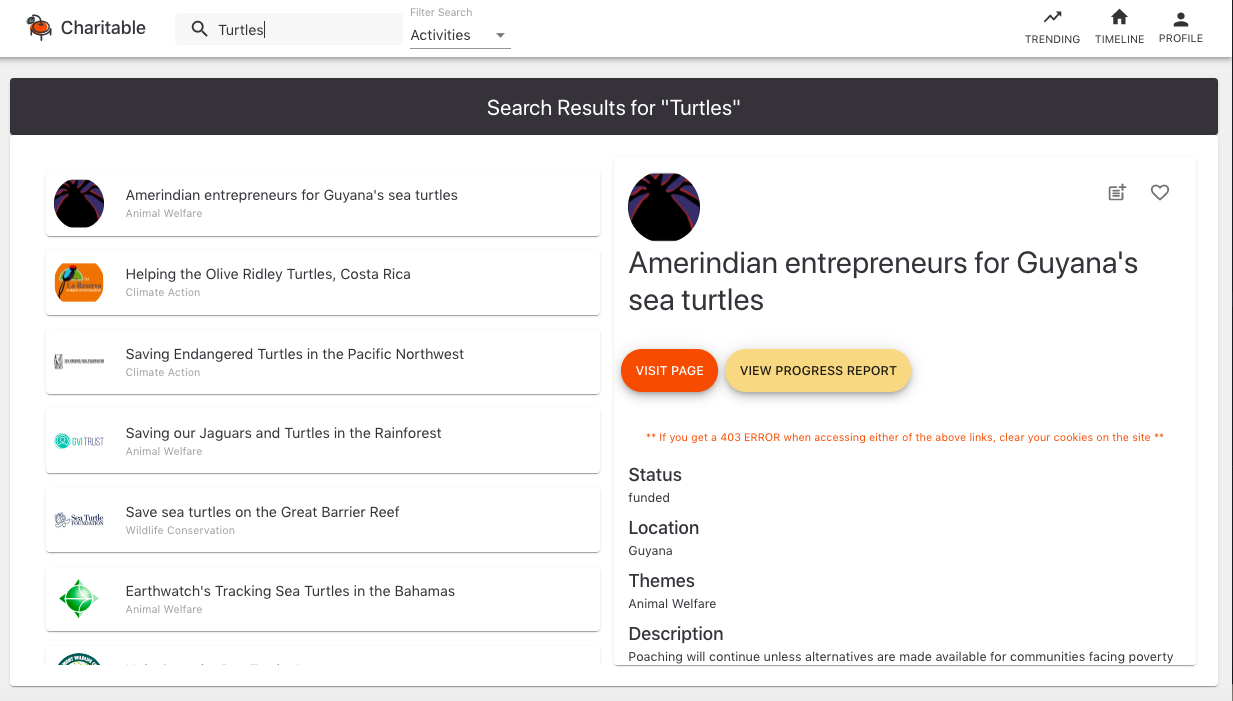 Charitable
Turtles
Filter Search
Activities
TRENDING
TIMELINE
PROFILE
Search Results for "Turtles"
Amerindian entrepreneurs for Guyana's sea turtles
Animal Welfare
Helping the Olive Ridley Turtles, Costa Rica
Climate Action
La Reserva
Saving Endangered Turtles in the Pacific Northwest
Climate Action
GVI TRUST
Saving our Jaguars and Turtles in the Rainforest
Animal Welfare
Sea Turtle
FOUNDATION
Save sea turtles on the Great Barrier Reef
Wildlife Conservation
Earthwatch's Tracking Sea Turtles in the Bahamas
Animal Welfare
Amerindian entrepreneurs for Guyana's
sea turtles
VISIT PAGE
VIEW PROGRESS REPORT
** If you get a 403 ERROR when accessing either of the above links, clear your cookies on the site **
Status
funded
Location
Guyana
Themes
Animal Welfare
Description
Poaching will continue unless alternatives are made available for communities facing poverty